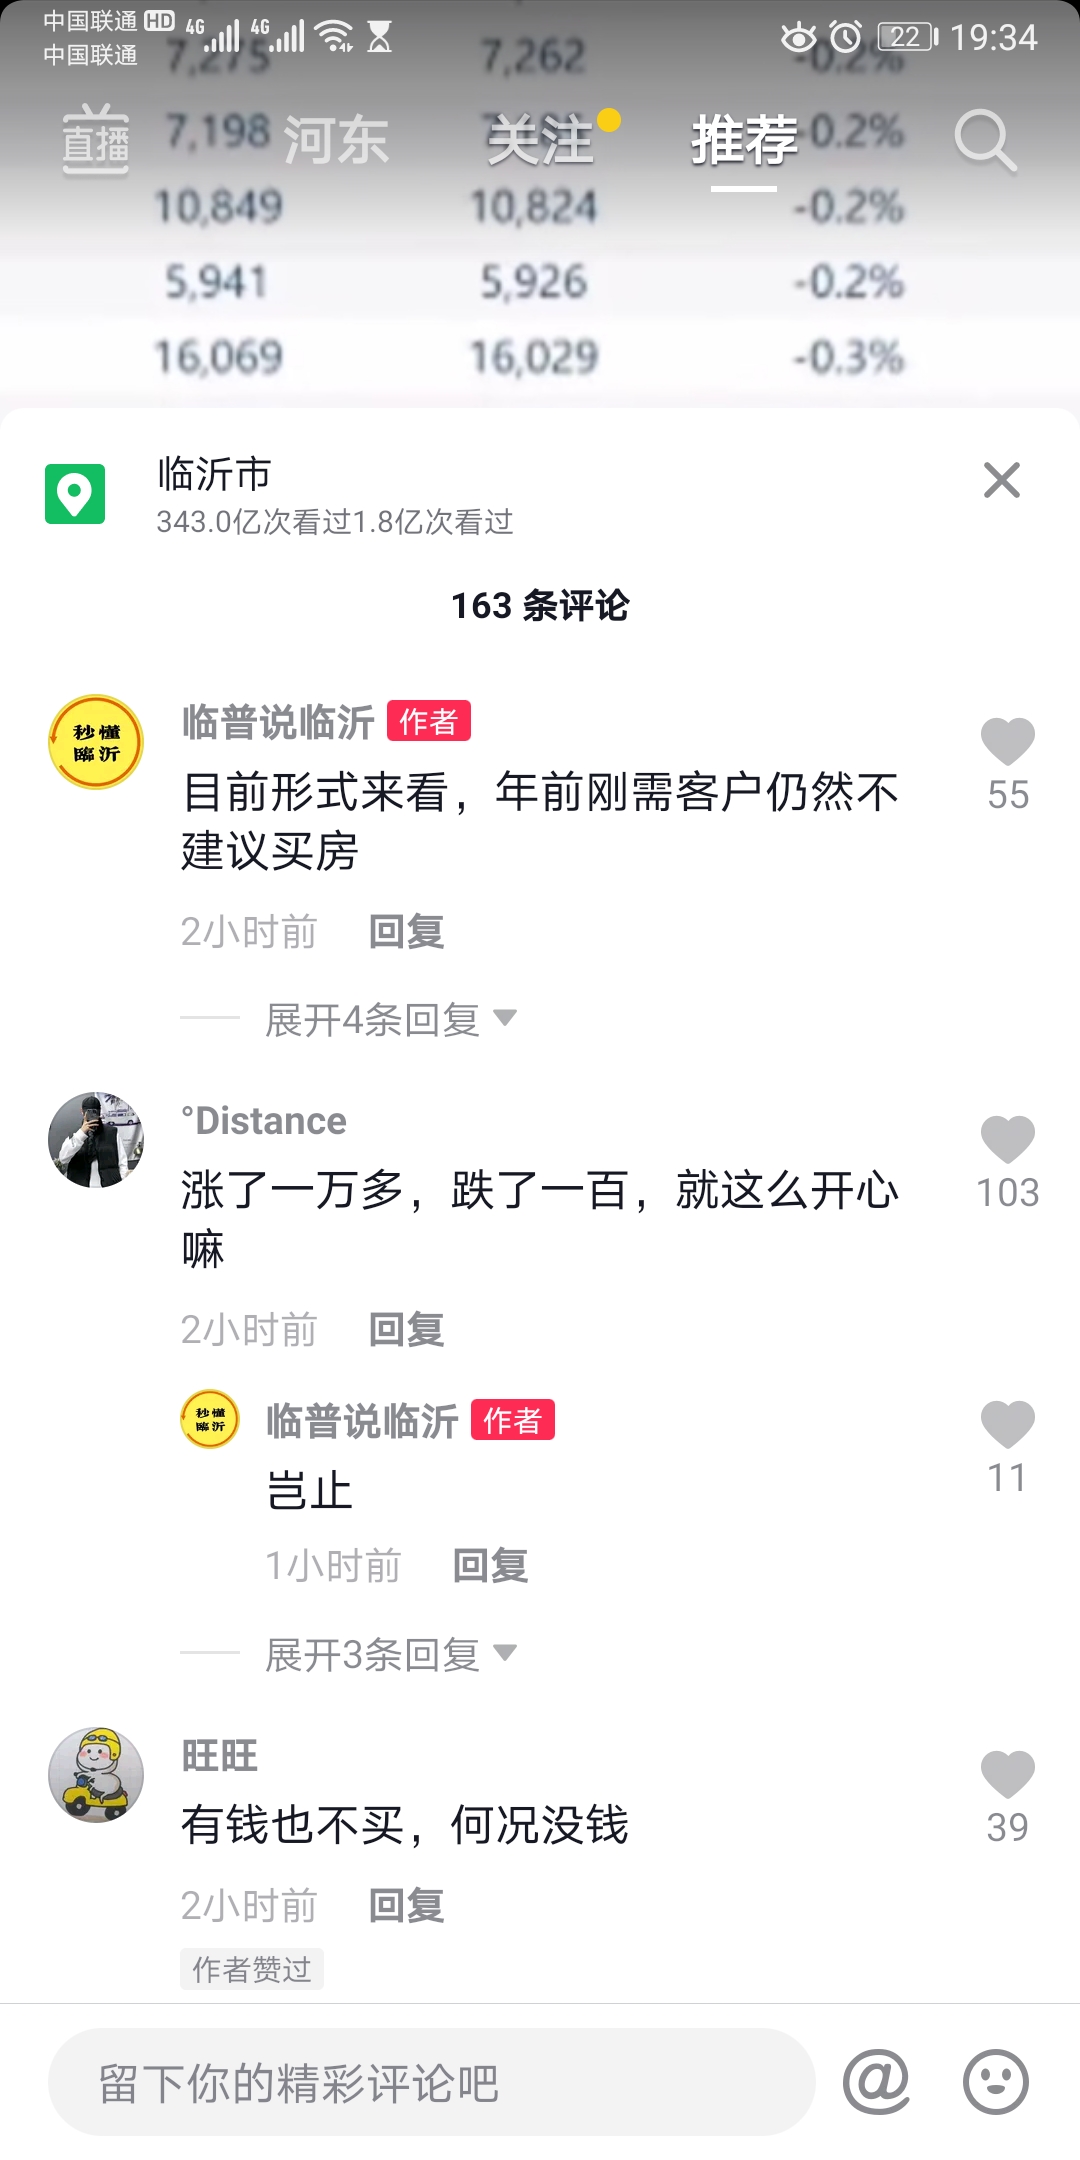 中国联通 HD 4G 4G 22 19:34
中国联通
7,275 7,262 -0.2%
直播 河东 关注 推荐
7,198 -0.2%
10,849 10,824 -0.2%
5,941 5,926 -0.2%
16,069 16,029 -0.3%
临沂市
343.0亿次看过1.8亿次看过
163 条评论
秒懂
臨沂
临普说临沂 作者
目前形式来看，年前刚需客户仍然不
建议买房
55
2小时前 回复
展开4条回复
°Distance
涨了一万多，跌了一百，就这么开心
嘛
103
2小时前 回复
秒懂
臨沂
临普说临沂 作者
岂止
11
1小时前 回复
展开3条回复
旺旺
有钱也不买，何况没钱
39
2小时前 回复
作者赞过
留下你的精彩评论吧 @